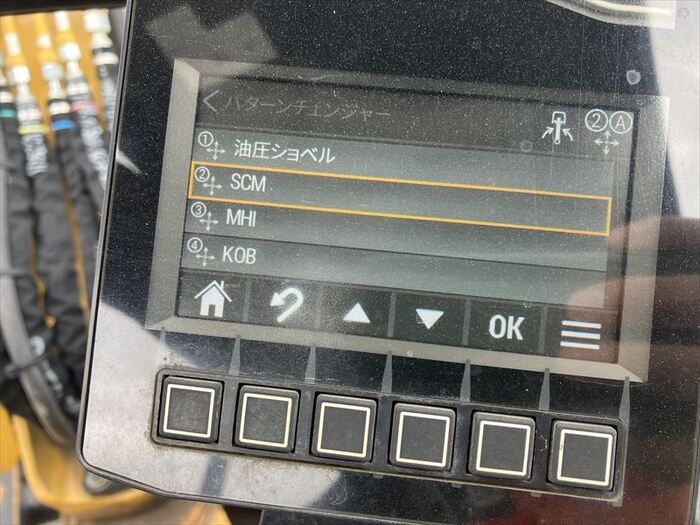 パターンチェンジャー
② Ⓐ
① 油圧ショベル
② SCM
③ MHI
④ KOB
OK